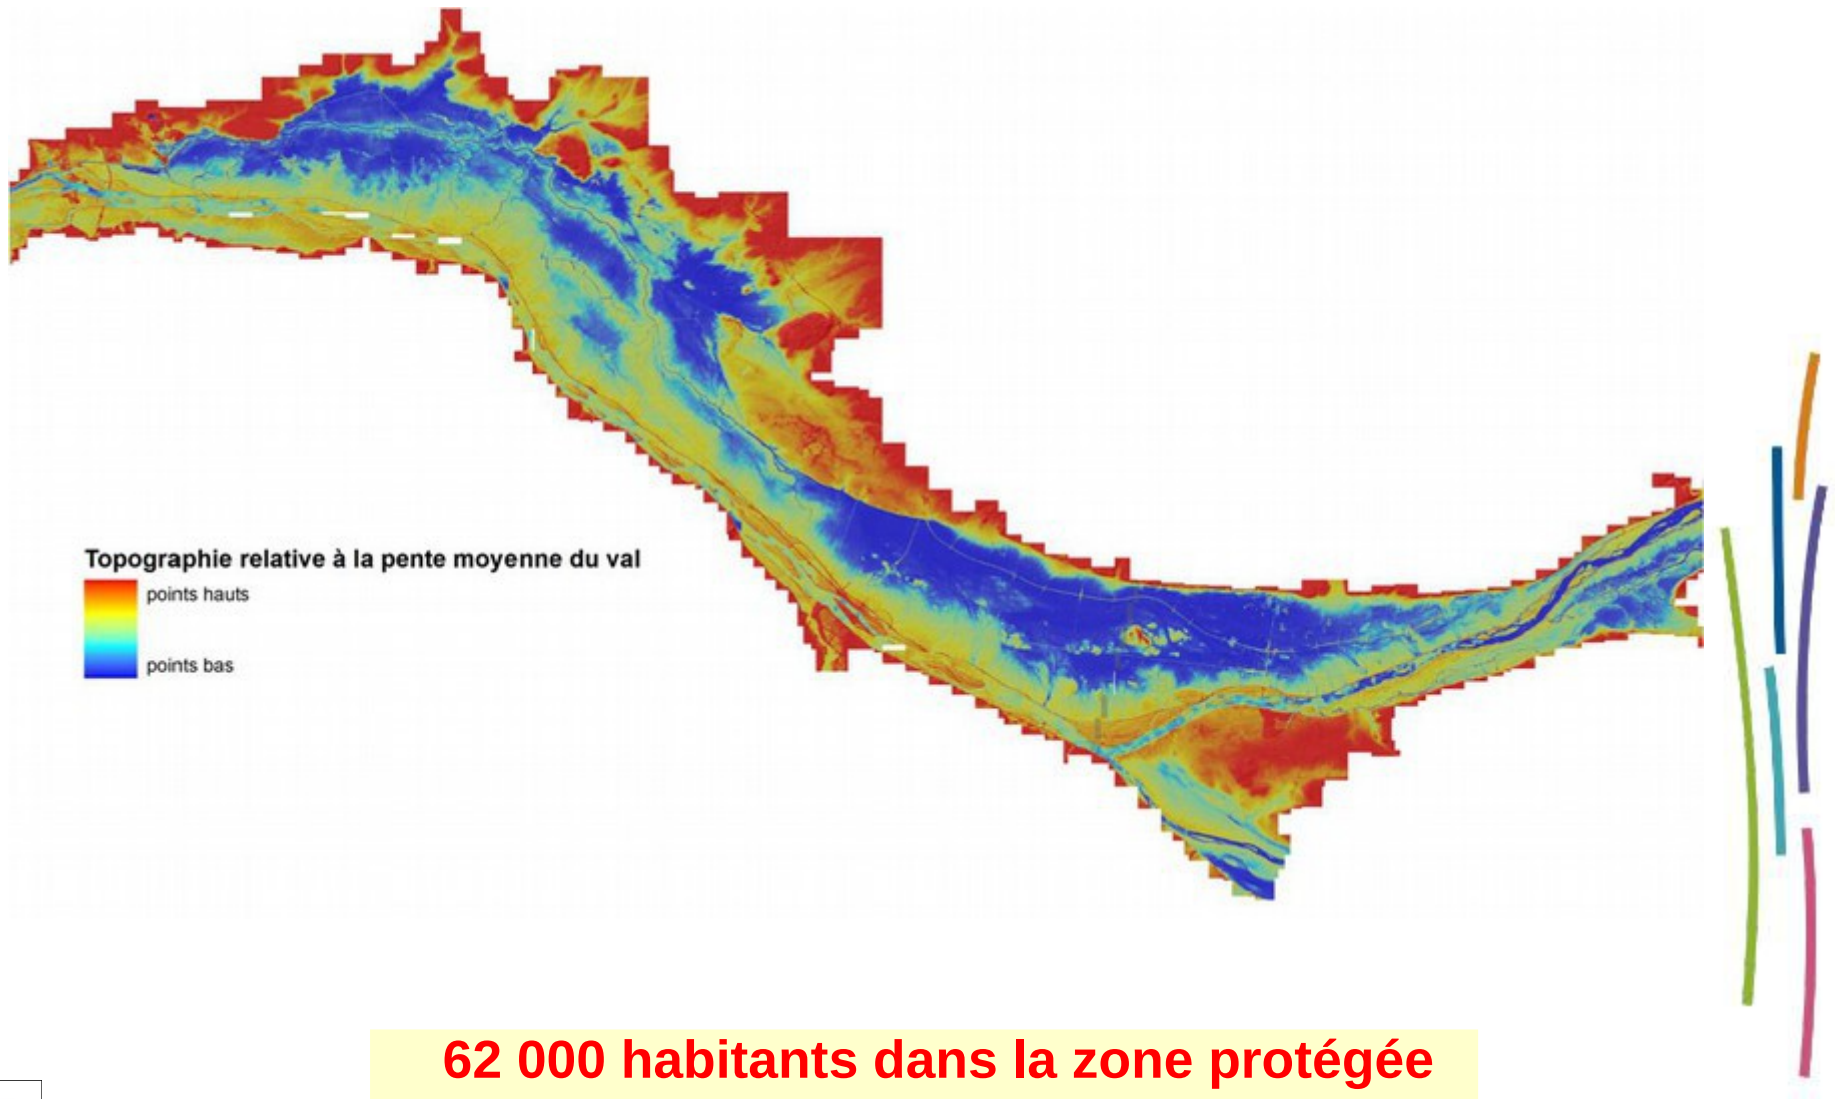 Topographie relative à la pente moyenne du val
points hauts
points bas
62 000 habitants dans la zone protégée